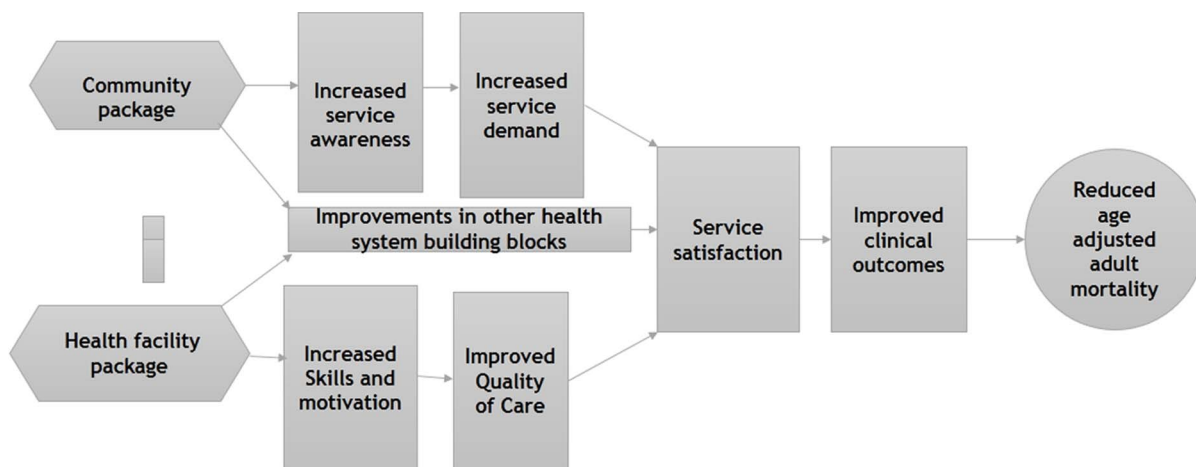 Community
package
Increased
service
awareness
Increased
service
demand
Improvements in other health
system building blocks
Health facility
package
Increased
Skills and
motivation
Improved
Quality
of Care
Service
satisfaction
Improved
clinical
outcomes
Reduced
age
adjusted
adult
mortality